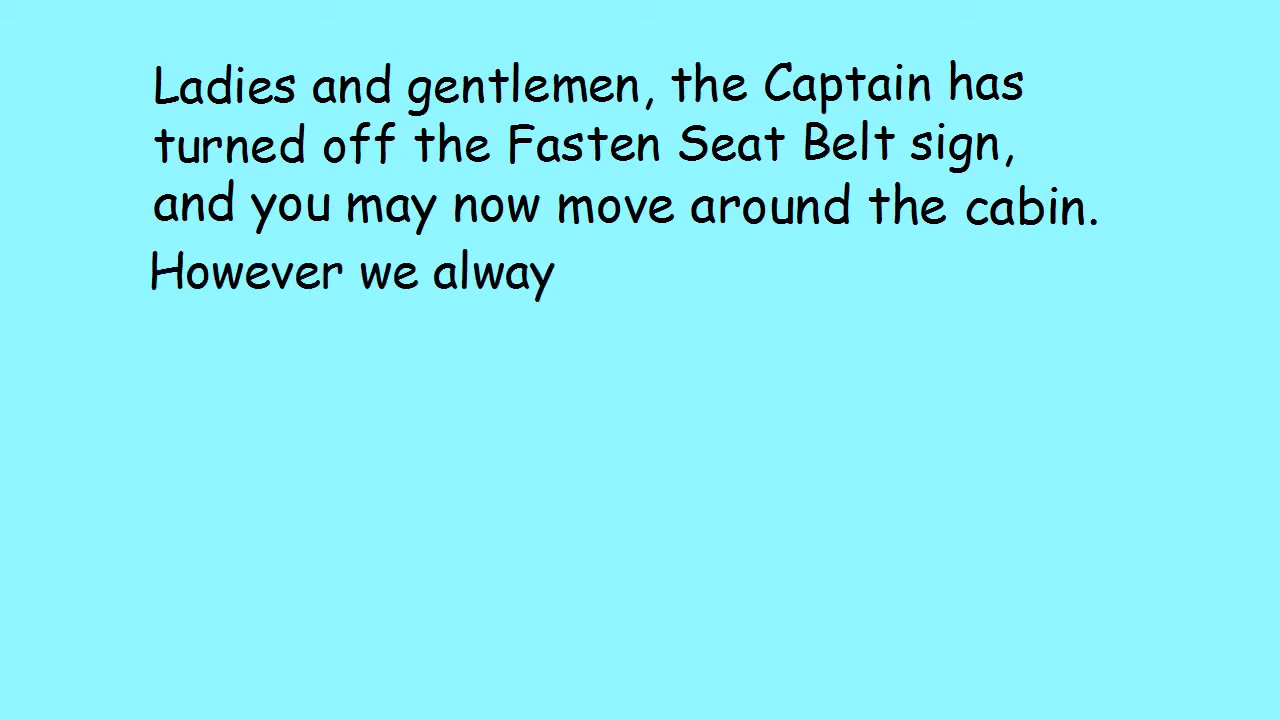 Ladies and gentlemen, the Captain has
turned off the Fasten Seat Belt sign,
and you may now move around the cabin.
However we alway